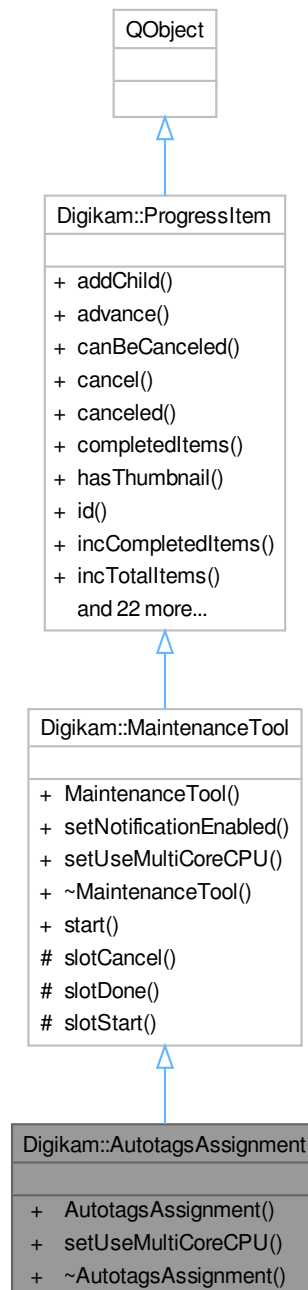 QObject
Digikam::ProgressItem
+ addChild()
+ advance()
+ canBeCanceled()
+ cancel()
+ canceled()
+ completedItems()
+ hasThumbnail()
+ id()
+ incCompletedItems()
+ incTotalItems()
and 22 more...
Digikam::MaintenanceTool
+ MaintenanceTool()
+ setNotificationEnabled()
+ setUseMultiCoreCPU()
+ ~MaintenanceTool()
+ start()
# slotCancel()
# slotDone()
# slotStart()
Digikam::AutotagsAssignment
+ AutotagsAssignment()
+ setUseMultiCoreCPU()
+ ~AutotagsAssignment()